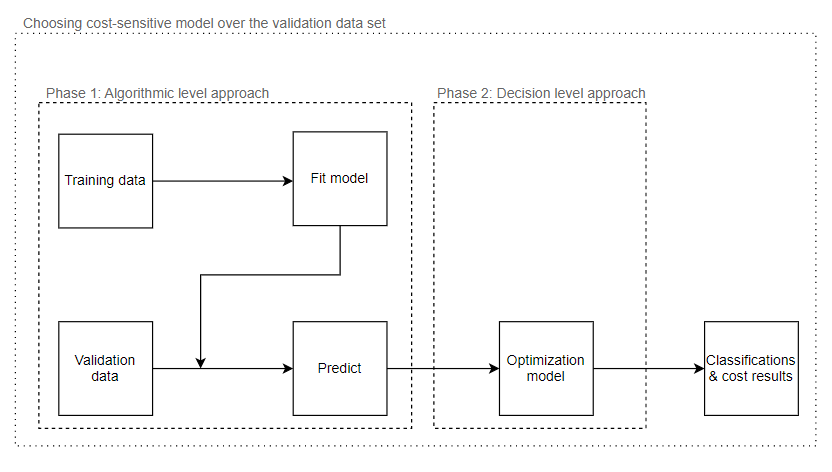 Choosing cost-sensitive model over the validation data set
Phase 1: Algorithmic level approach
Phase 2: Decision level approach
Training data
Fit model
Validation
data
Predict
Optimization
model
Classifications
& cost results